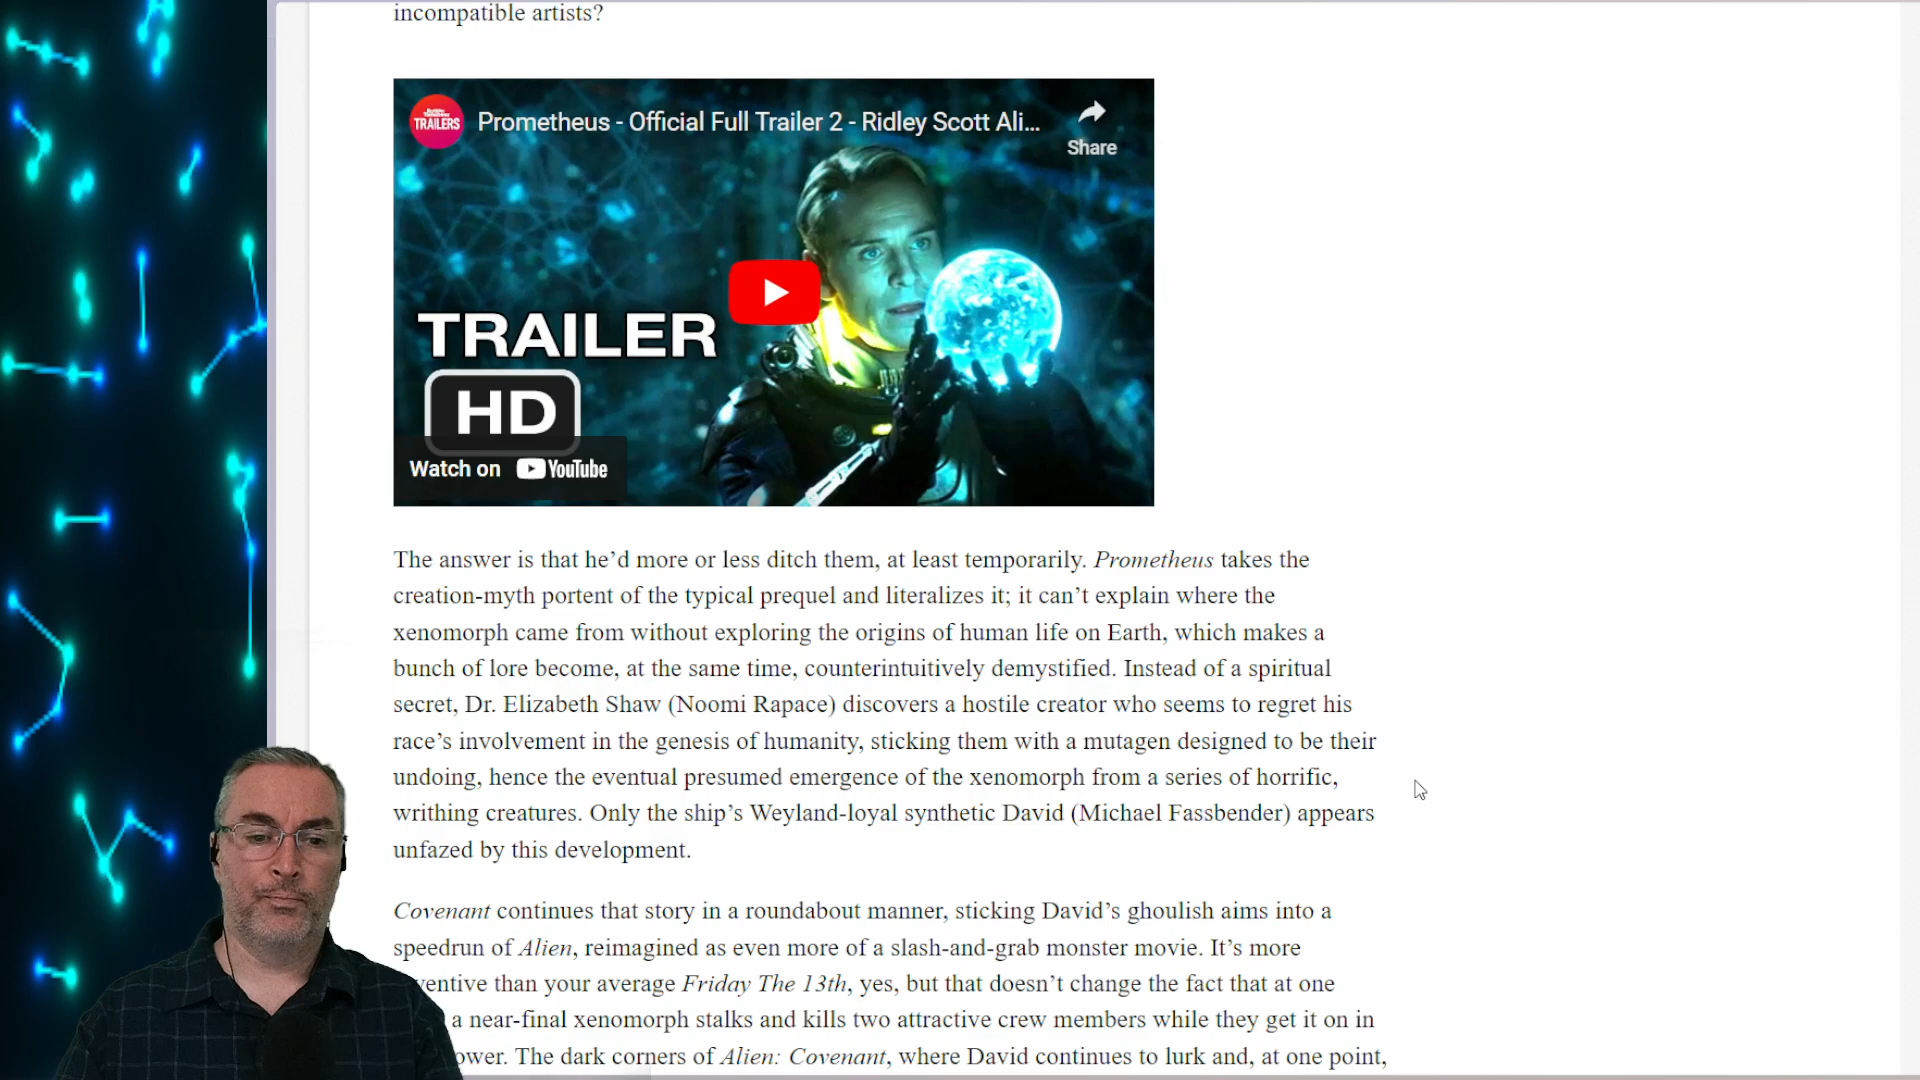 incompatible artists?
TRAILERS
Prometheus - Official Full Trailer 2 - Ridley Scott Ali...
Share
TRAILER
HD
Watch on YouTube
The answer is that he’d more or less ditch them, at least temporarily. Prometheus takes the
creation-myth portent of the typical prequel and literalizes it; it can’t explain where the
xenomorph came from without exploring the origins of human life on Earth, which makes a
bunch of lore become, at the same time, counterintuitively demystified. Instead of a spiritual
secret, Dr. Elizabeth Shaw (Noomi Rapace) discovers a hostile creator who seems to regret his
race’s involvement in the genesis of humanity, sticking them with a mutagen designed to be their
undoing, hence the eventual presumed emergence of the xenomorph from a series of horrific,
writhing creatures. Only the ship’s Weyland-loyal synthetic David (Michael Fassbender) appears
unfazed by this development.
Covenant continues that story in a roundabout manner, sticking David’s ghoulish aims into a
speedrun of Alien, reimagined as even more of a slash-and-grab monster movie. It’s more
ventive than your average Friday The 13th, yes, but that doesn’t change the fact that at one
a near-final xenomorph stalks and kills two attractive crew members while they get it on in
ower. The dark corners of Alien: Covenant, where David continues to lurk and, at one point,